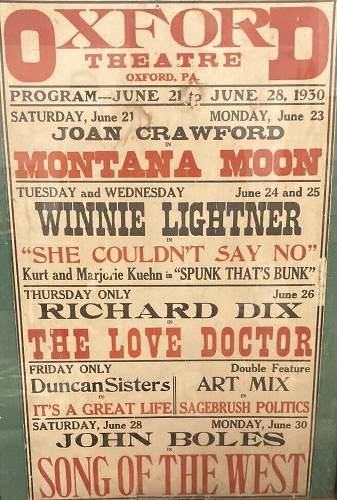 OXFORD
THEATRE
OXFORD, PA.
PROGRAM—JUNE 21 to JUNE 28, 1930
SATURDAY, June 21 MONDAY, June 23
JOAN CRAWFORD
IN
MONTANA MOON
TUESDAY and WEDNESDAY June 24 and 25
WINNIE LIGHTNER
IN
"SHE COULDN'T SAY NO"
Kurt and Marjorie Kuehn in "SPUNK THAT'S BUNK"
THURSDAY ONLY June 26
RICHARD DIX
IN
THE LOVE DOCTOR
FRIDAY ONLY Double Feature
Duncan Sisters ART MIX
IN IN
IT'S A GREAT LIFE SAGEBRUSH POLITICS
SATURDAY, June 28 MONDAY, June 30
JOHN BOLES
IN
SONG OF THE WEST